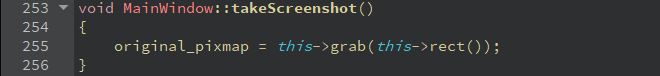 253 void MainWindow::takeScreenshot()
254 {
255     original_pixmap = this->grab(this->rect());
256 }